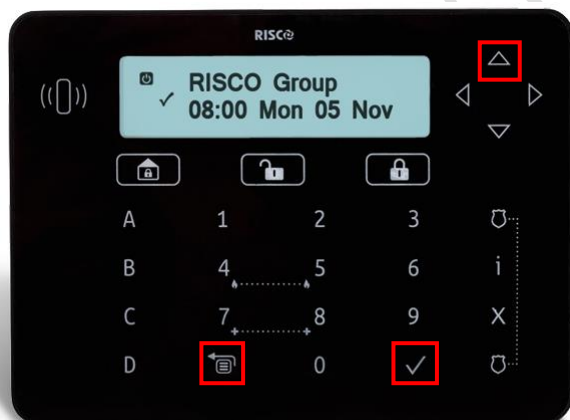 RISCO
RISCO Group
08:00 Mon 05 Nov
A 1 2 3
B 4 5 6 i
C 7 8 9 X
D 0